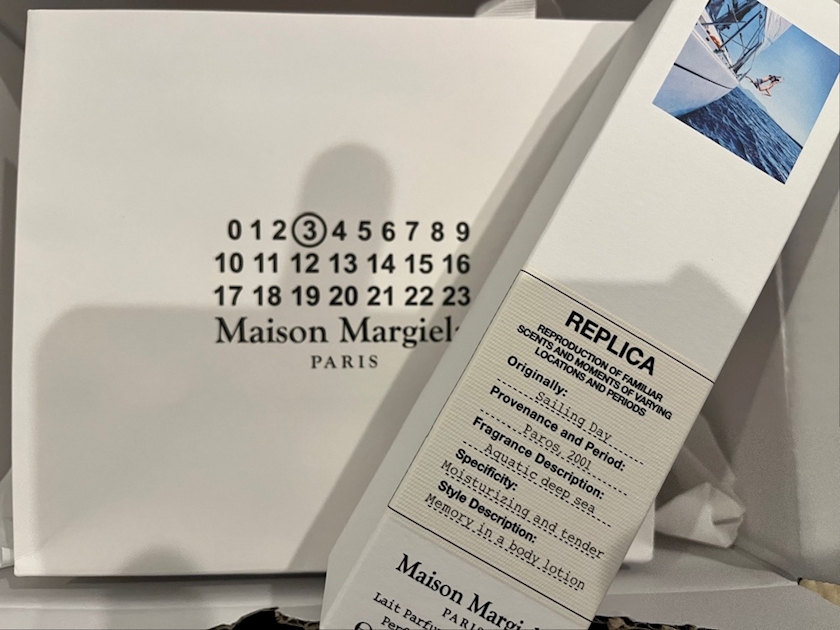 0 1 2 3 4 5 6 7 8 9
10 11 12 13 14 15 16
17 18 19 20 21 22 23
Maison Margiela
PARIS
REPLICA
REPRODUCTION OF FAMILIAR
SCENTS AND MOMENTS OF VARYING
LOCATIONS AND PERIODS
Originally:
Sailing Day
Provenance and Period:
Paros, 2001
Fragrance Description:
Aquatic deep sea
Specificity:
Moisturizing and tender
Style Description:
Memory in a body lotion
Maison Margiela
PARIS
Lait